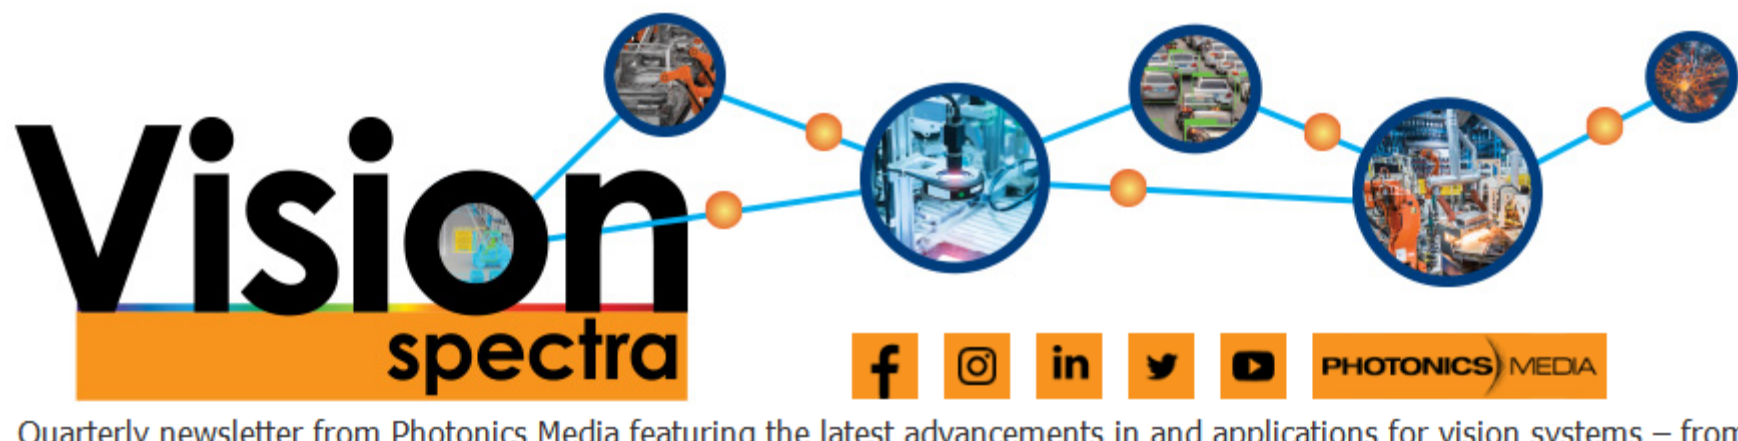 Vision
spectra
f in PHOTONICS MEDIA
Quarterly newsletter from Photonics Media featuring the latest advancements in and applications for vision systems – from